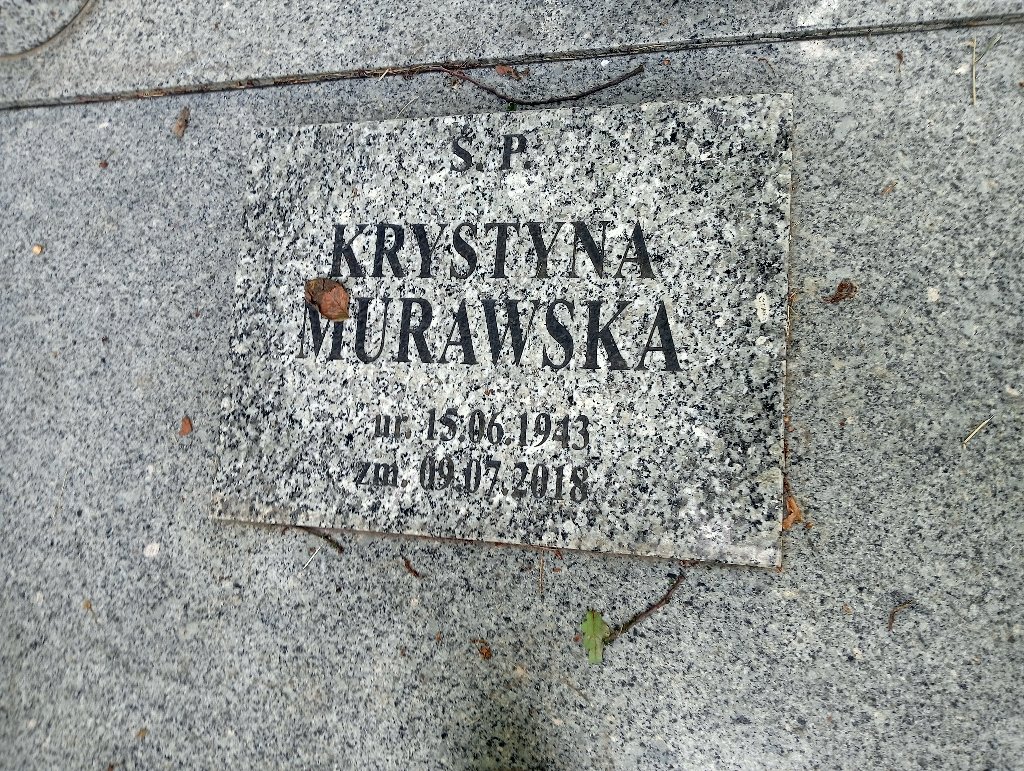 Ś. P.
KRYSTYNA
MURAWSKA
ur. 15.06.1943
zm. 09.07.2018